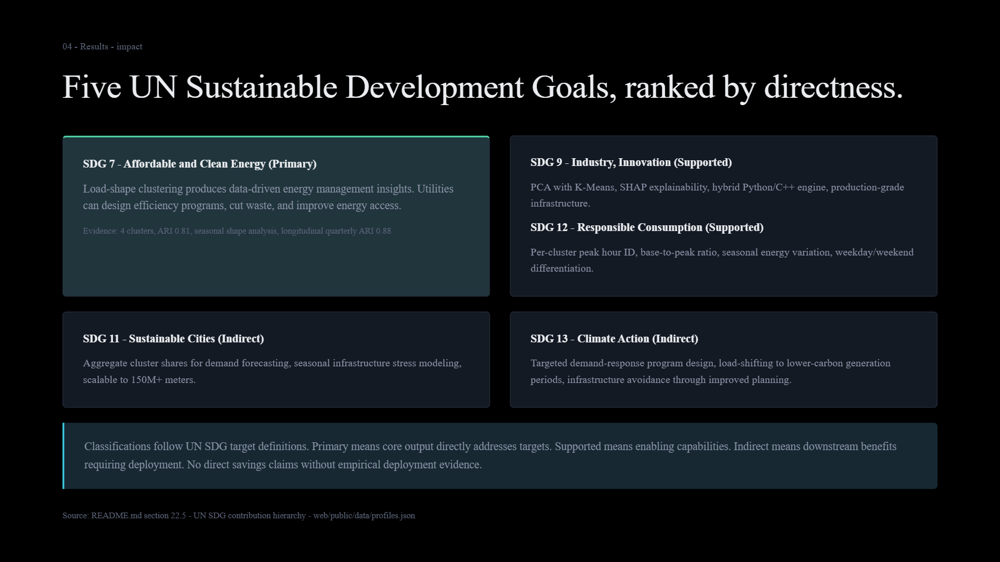 04 - Results - impact
Five UN Sustainable Development Goals, ranked by directness.
SDG 7 - Affordable and Clean Energy (Primary)
Load-shape clustering produces data-driven energy management insights. Utilities
can design efficiency programs, cut waste, and improve energy access.
Evidence: 4 clusters, ARI 0.81, seasonal shape analysis, longitudinal quarterly ARI 0.88
SDG 9 - Industry, Innovation (Supported)
PCA with K-Means, SHAP explainability, hybrid Python/C++ engine, production-grade
infrastructure.
SDG 12 - Responsible Consumption (Supported)
Per-cluster peak hour ID, base-to-peak ratio, seasonal energy variation, weekday/weekend
differentiation.
SDG 11 - Sustainable Cities (Indirect)
Aggregate cluster shares for demand forecasting, seasonal infrastructure stress modeling,
scalable to 150M+ meters.
SDG 13 - Climate Action (Indirect)
Targeted demand-response program design, load-shifting to lower-carbon generation
periods, infrastructure avoidance through improved planning.
Classifications follow UN SDG target definitions. Primary means core output directly addresses targets. Supported means enabling capabilities. Indirect means downstream benefits
requiring deployment. No direct savings claims without empirical deployment evidence.
Source: README.md section 22.5 - UN SDG contribution hierarchy - web/public/data/profiles.json